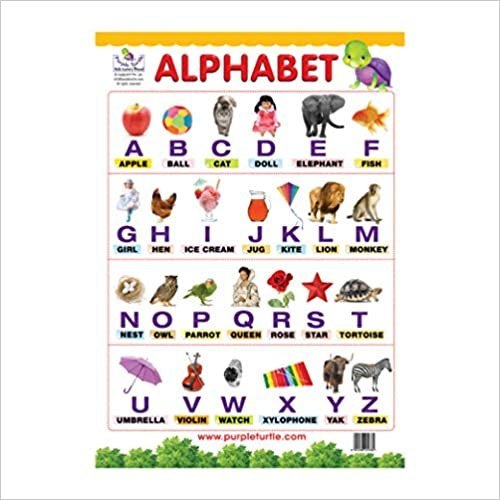 ALPHABET
A B C D E F
APPLE BALL CAT DOLL ELEPHANT FISH
G H I J K L M
GIRL HEN ICE CREAM JUG KITE LION MONKEY
N O P Q R S T
NEST OWL PARROT QUEEN ROSE STAR TORTOISE
U V W X Y Z
UMBRELLA VIOLIN WATCH XYLOPHONE YAK ZEBRA
www.purpleturtle.com